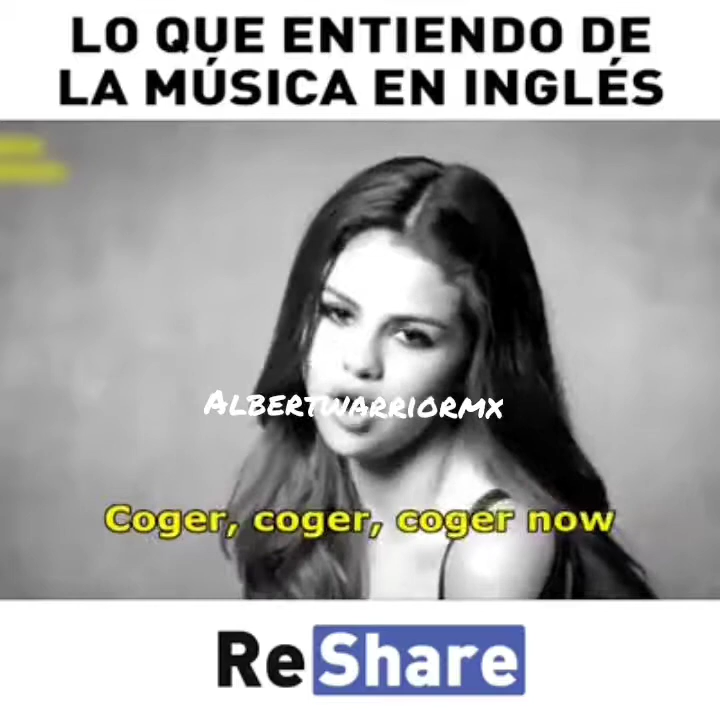 LO QUE ENTIENDO DE
LA MÚSICA EN INGLÉS
ALBERTWARRIORMX
Coger, coger, coger now
ReShare